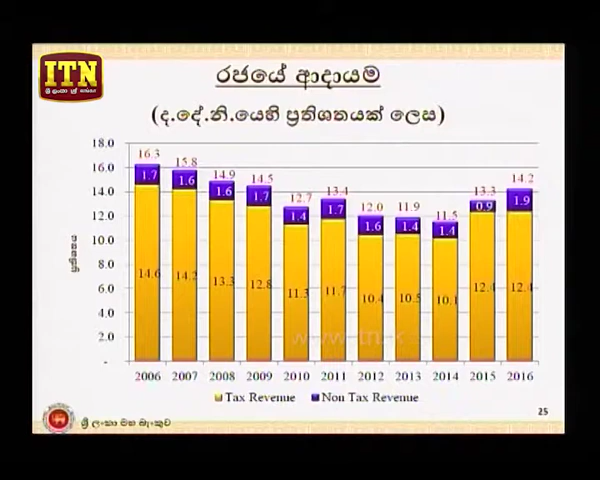 ITN
ශ්‍රී ලංකා
රජයේ ආදායම
(ද.දේ.නි.යෙහි ප්‍රතිශතයක් ලෙස)
18.0
16.0
14.0
12.0
10.0
8.0
6.0
4.0
2.0
-
ප්‍රතිශතය
16.3 15.8 14.9 14.5 12.7 13.4 12.0 11.9 11.5 13.3 14.2
1.7 1.6 1.6 1.7 1.4 1.7 1.6 1.4 1.4 0.9 1.9
14.6 14.2 13.3 12.8 11.3 11.7 10.4 10.5 10.1 12.4 12.4
2006 2007 2008 2009 2010 2011 2012 2013 2014 2015 2016
Tax Revenue Non Tax Revenue
25
ශ්‍රී ලංකා මහ බැංකුව